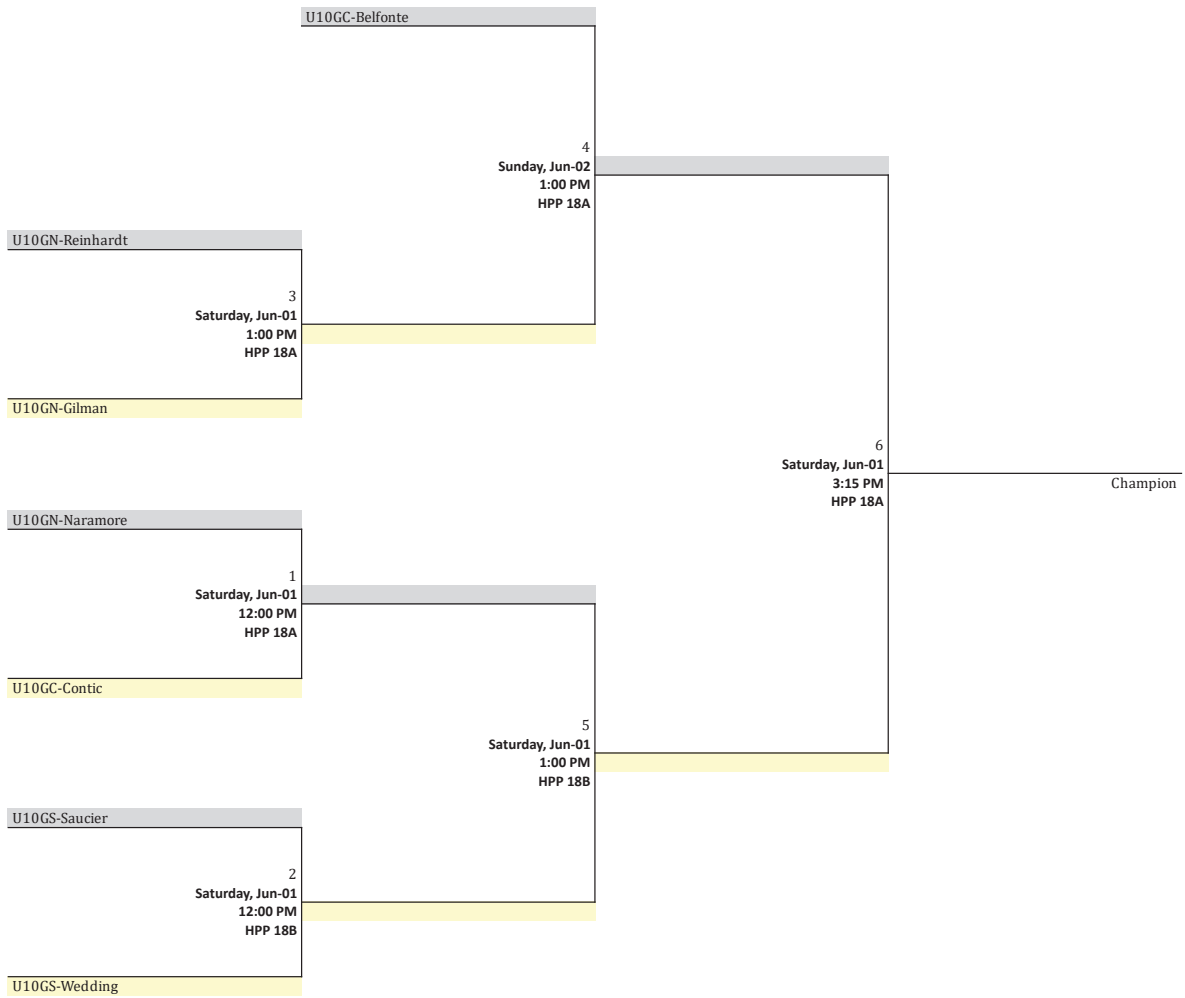 U10GC-Belfonte
4
Sunday, Jun-02
1:00 PM
HPP 18A
U10GN-Reinhardt
3
Saturday, Jun-01
1:00 PM
HPP 18A
U10GN-Gilman
6
Saturday, Jun-01
3:15 PM
HPP 18A
Champion
U10GN-Naramore
1
Saturday, Jun-01
12:00 PM
HPP 18A
U10GC-Contic
5
Saturday, Jun-01
1:00 PM
HPP 18B
U10GS-Saucier
2
Saturday, Jun-01
12:00 PM
HPP 18B
U10GS-Wedding